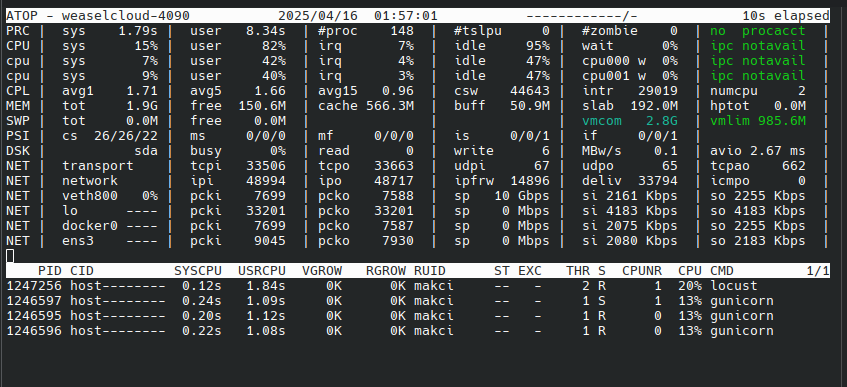 ATOP - weaselcloud-4090 2025/04/16 01:57:01 ------------/- 10s elapsed
PRC | sys 1.79s | user 8.34s | #proc 148 | #tslpu 0 | #zombie 0 | no procacct |
CPU | sys 15% | user 82% | irq 7% | idle 95% | wait 0% | ipc notavail |
cpu | sys 7% | user 42% | irq 4% | idle 47% | cpu000 w 0% | ipc notavail |
cpu | sys 9% | user 40% | irq 3% | idle 47% | cpu001 w 0% | ipc notavail |
CPL | avg1 1.71 | avg5 1.66 | avg15 0.96 | csw 44643 | intr 29019 | numcpu 2 |
MEM | tot 1.9G | free 150.6M | cache 566.3M | buff 50.9M | slab 192.0M | hptot 0.0M |
SWP | tot 0.0M | free 0.0M | | | vmcom 2.8G | vmlim 985.6M |
PSI | cs 26/26/22 | ms 0/0/0 | mf 0/0/0 | is 0/0/1 | if 0/0/1 | |
DSK | sda | busy 0% | read 0 | write 6 | MBw/s 0.1 | avio 2.67 ms |
NET | transport | tcpi 33506 | tcpo 33663 | udpi 67 | udpo 65 | tcpao 662 |
NET | network | ipi 48994 | ipo 48717 | ipfrw 14896 | deliv 33794 | icmpo 0 |
NET | veth800 0% | pcki 7699 | pcko 7588 | sp 10 Gbps | si 2161 Kbps | so 2255 Kbps |
NET | lo ---- | pcki 33201 | pcko 33201 | sp 0 Mbps | si 4183 Kbps | so 4183 Kbps |
NET | docker0 ---- | pcki 7699 | pcko 7587 | sp 0 Mbps | si 2075 Kbps | so 2255 Kbps |
NET | ens3 ---- | pcki 9045 | pcko 7930 | sp 0 Mbps | si 2080 Kbps | so 2183 Kbps |
PID CID SYSCPU USRCPU VGROW RGROW RUID ST EXC THR S CPUNR CPU CMD 1/1
1247256 host-------- 0.12s 1.84s 0K 0K makci -- - 2 R 1 20% locust
1246597 host-------- 0.24s 1.09s 0K 0K makci -- - 1 S 1 13% gunicorn
1246595 host-------- 0.20s 1.12s 0K 0K makci -- - 1 R 0 13% gunicorn
1246596 host-------- 0.22s 1.08s 0K 0K makci -- - 1 R 0 13% gunicorn